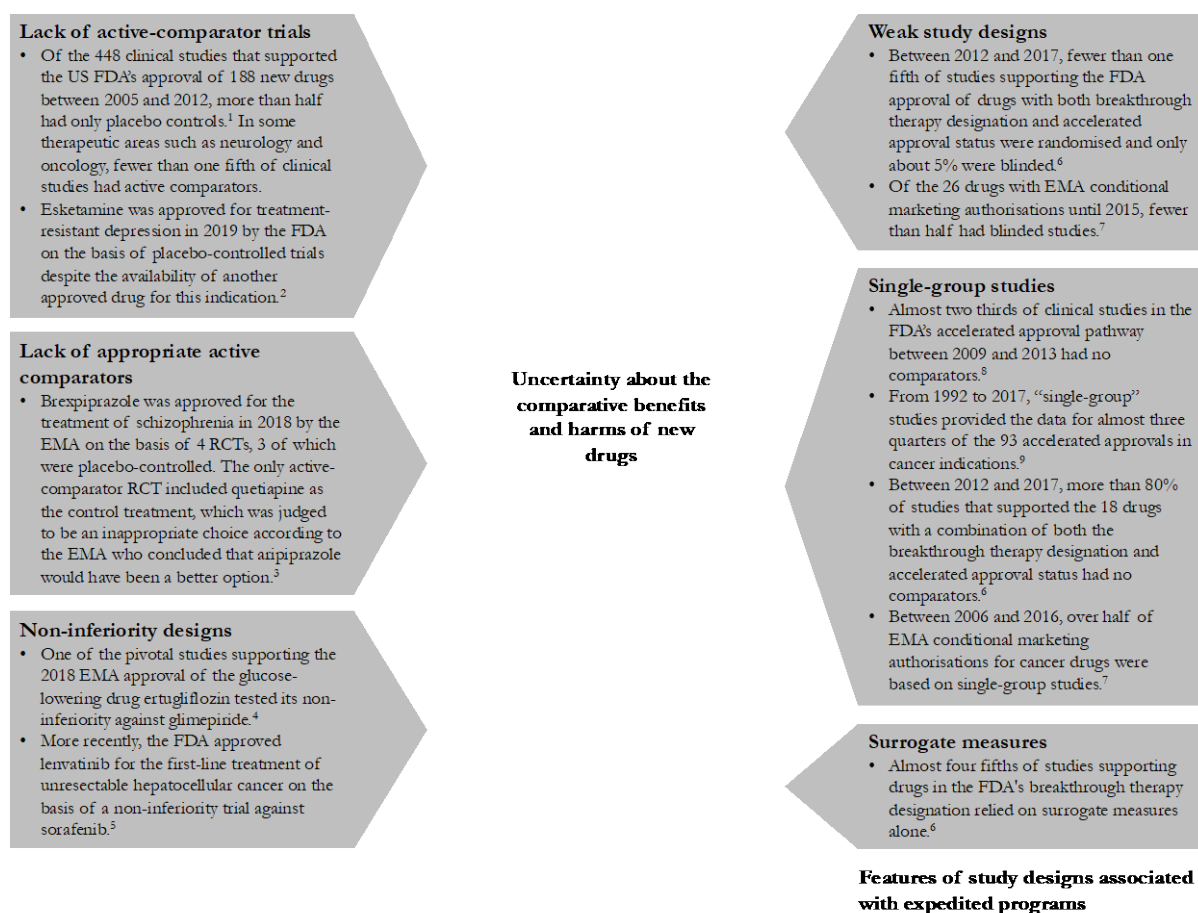 Lack of active-comparator trials
• Of the 448 clinical studies that supported
the US FDA's approval of 188 new drugs
between 2005 and 2012, more than half
had only placebo controls.1 In some
therapeutic areas such as neurology and
oncology, fewer than one fifth of clinical
studies had active comparators.
• Esketamine was approved for treatment-
resistant depression in 2019 by the FDA
on the basis of placebo-controlled trials
despite the availability of another
approved drug for this indication.2
Lack of appropriate active
comparators
• Brexpiprazole was approved for the
treatment of schizophrenia in 2018 by the
EMA on the basis of 4 RCTs, 3 of which
were placebo-controlled. The only active-
comparator RCT included quetiapine as
the control treatment, which was judged
to be an inappropriate choice according to
the EMA who concluded that aripiprazole
would have been a better option.3
Non-inferiority designs
• One of the pivotal studies supporting the
2018 EMA approval of the glucose-
lowering drug ertugliflozin tested its non-
inferiority against glimepiride.4
• More recently, the FDA approved
lenvatinib for the first-line treatment of
unresectable hepatocellular cancer on the
basis of a non-inferiority trial against
sorafenib.5
Uncertainty about the
comparative benefits
and harms of new
drugs
Weak study designs
• Between 2012 and 2017, fewer than one
fifth of studies supporting the FDA
approval of drugs with both breakthrough
therapy designation and accelerated
approval status were randomised and only
about 5% were blinded.6
• Of the 26 drugs with EMA conditional
marketing authorisations until 2015, fewer
than half had blinded studies.7
Single-group studies
• Almost two thirds of clinical studies in the
FDA's accelerated approval pathway
between 2009 and 2013 had no
comparators.8
• From 1992 to 2017, “single-group”
studies provided the data for almost three
quarters of the 93 accelerated approvals in
cancer indications.9
• Between 2012 and 2017, more than 80%
of studies that supported the 18 drugs
with a combination of both the
breakthrough therapy designation and
accelerated approval status had no
comparators.6
• Between 2006 and 2016, over half of
EMA conditional marketing
authorisations for cancer drugs were
based on single-group studies.7
Surrogate measures
• Almost four fifths of studies supporting
drugs in the FDA's breakthrough therapy
designation relied on surrogate measures
alone.6
Features of study designs associated
with expedited programs